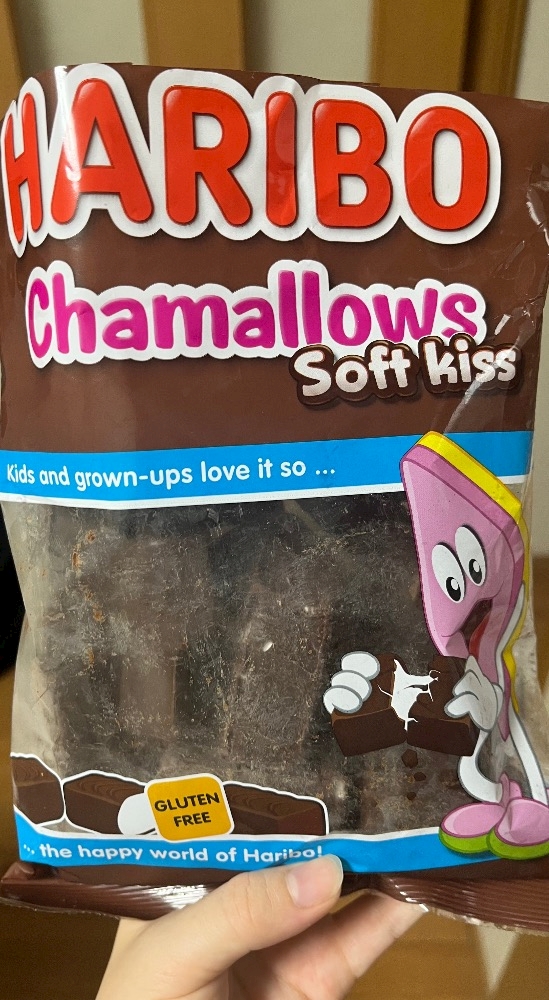 HARIBO
Chamallows
Soft kiss
Kids and grown-ups love it so ...
GLUTEN
FREE
... the happy world of Haribo!